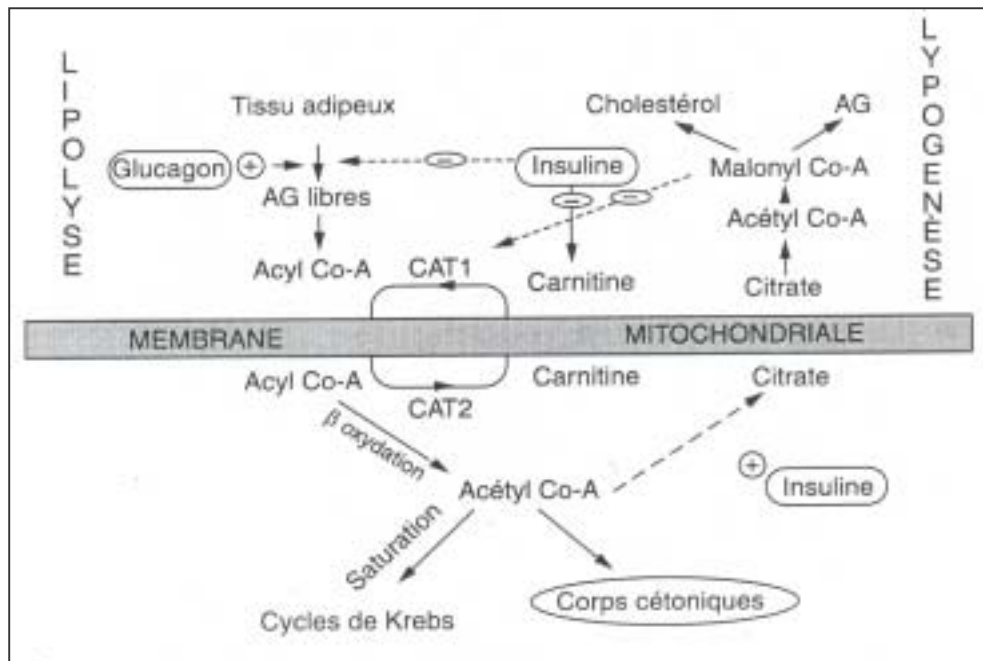 LIPOLYSE
LYPOGENÈSE
Tissu adipeux
Cholestérol
AG
Glucagon
+
−
Insuline
Malonyl Co-A
AG libres
−
−
Acétyl Co-A
Acyl Co-A
CAT1
Carnitine
Citrate
MEMBRANE
MITOCHONDRIALE
Acyl Co-A
CAT2
Carnitine
Citrate
β oxydation
+
Acétyl Co-A
Insuline
Saturation
Cycles de Krebs
Corps cétoniques